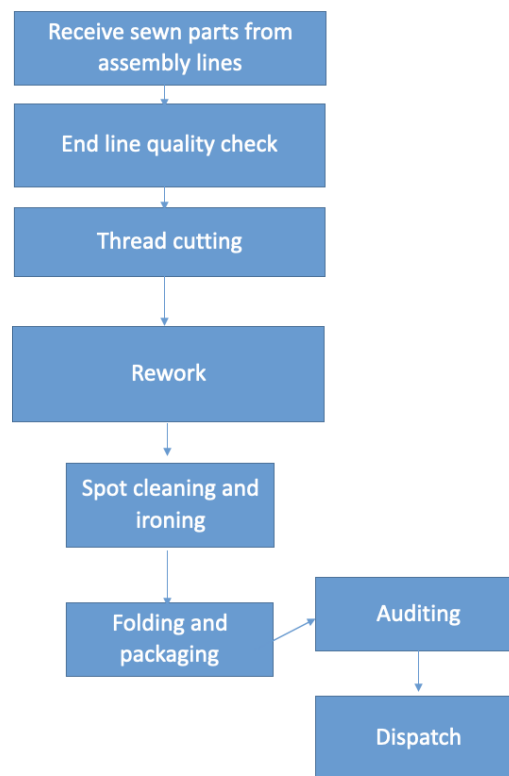 Receive sewn parts from
assembly lines
End line quality check
Thread cutting
Rework
Spot cleaning and
ironing
Folding and
packaging
Auditing
Dispatch